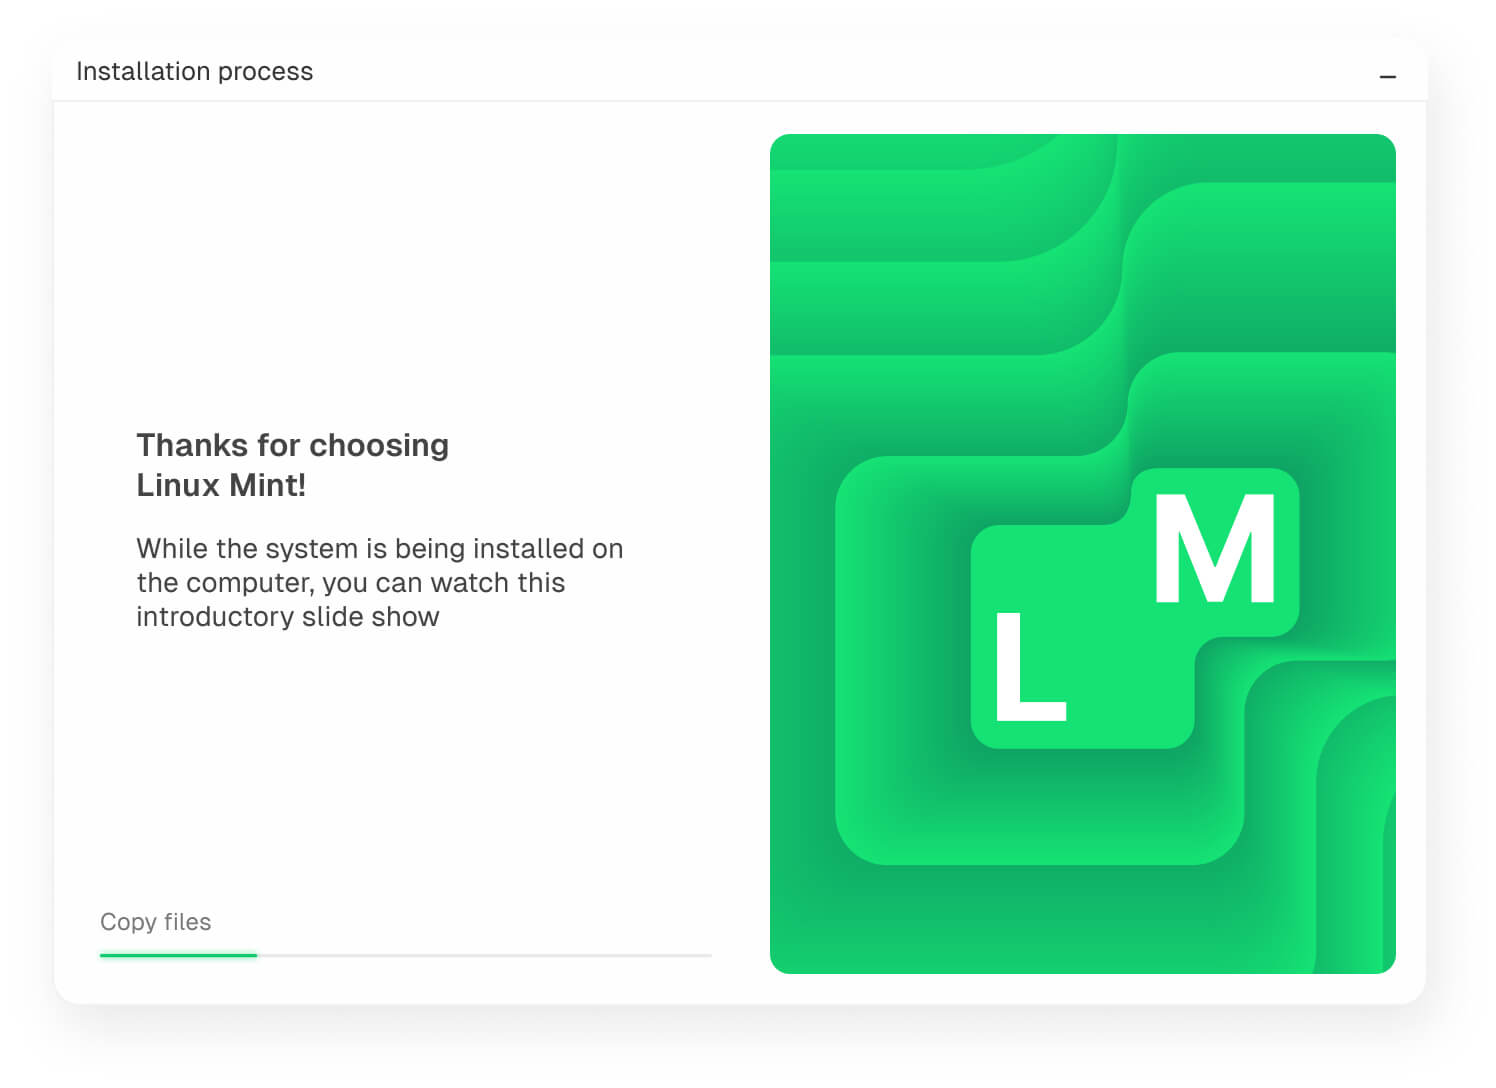 Installation process
Thanks for choosing
Linux Mint!
While the system is being installed on
the computer, you can watch this
introductory slide show
Copy files
M
L